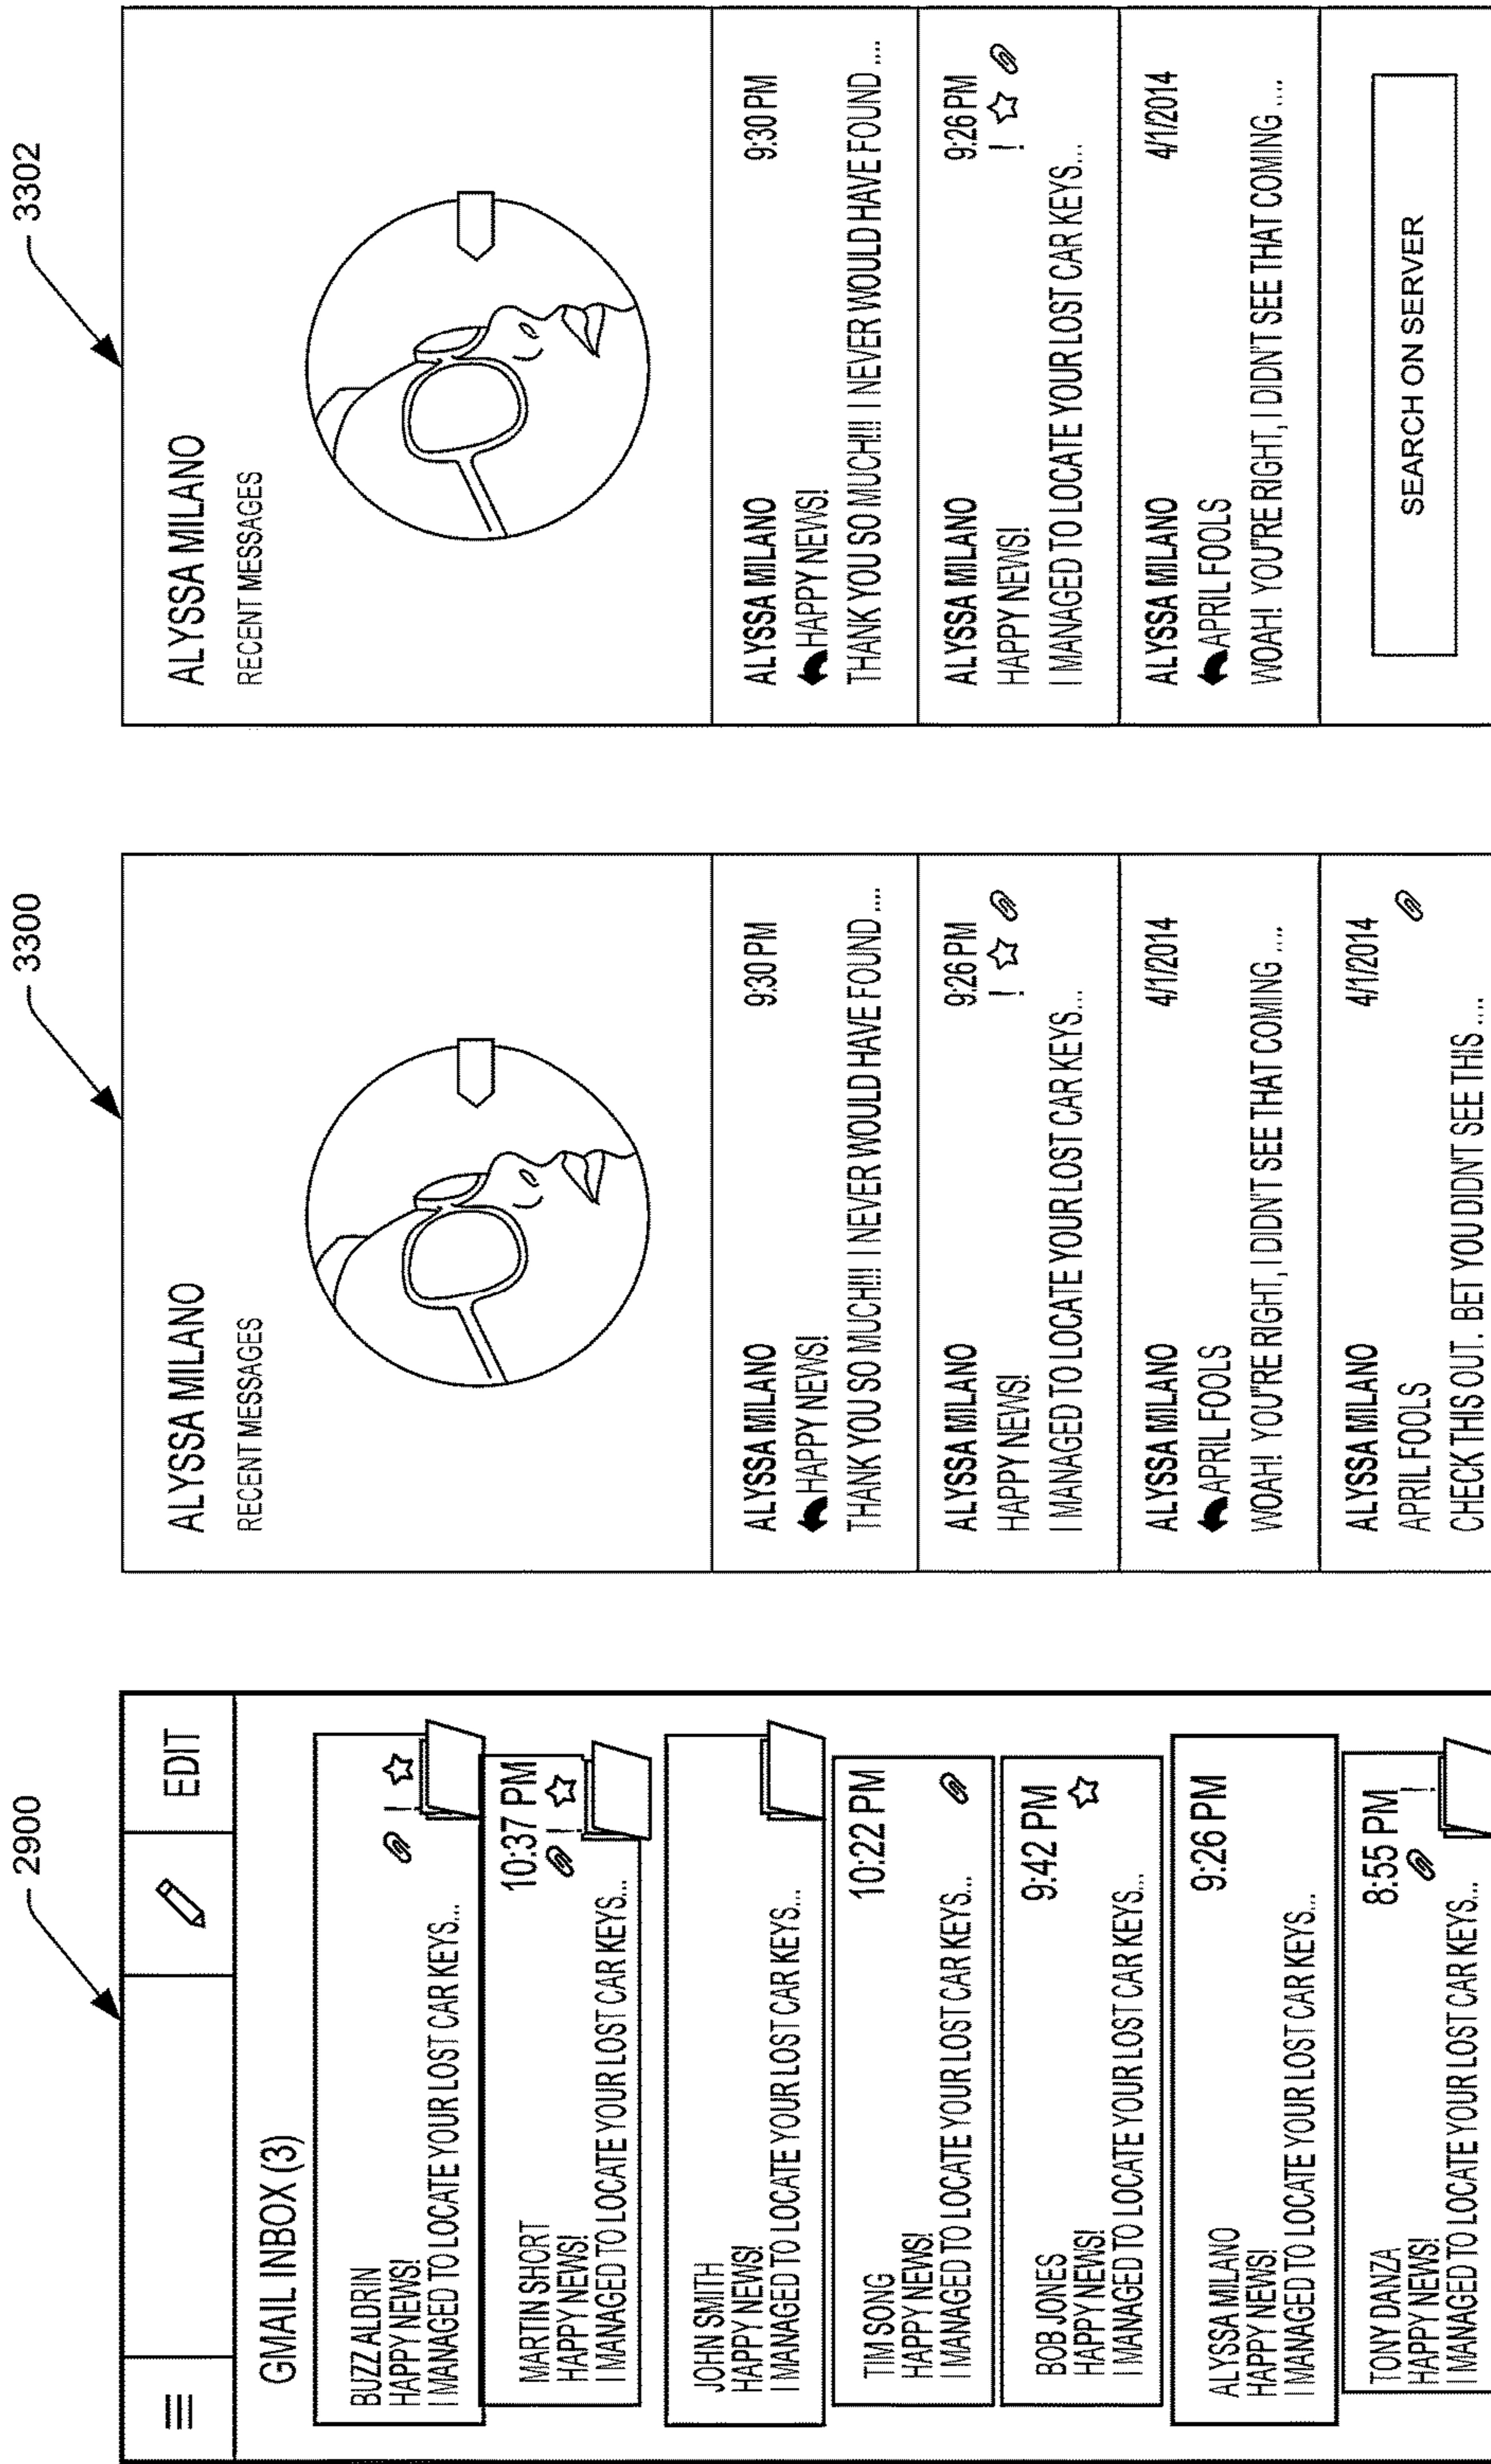 2900
EDIT
GMAIL INBOX (3)
BUZZ ALDRIN
HAPPY NEWS!
I MANAGED TO LOCATE YOUR LOST CAR KEYS...
MARTIN SHORT
10:37 PM
HAPPY NEWS!
I MANAGED TO LOCATE YOUR LOST CAR KEYS...
JOHN SMITH
HAPPY NEWS!
I MANAGED TO LOCATE YOUR LOST CAR KEYS...
TIM SONG
10:22 PM
HAPPY NEWS!
I MANAGED TO LOCATE YOUR LOST CAR KEYS...
BOB JONES
9:42 PM
HAPPY NEWS!
I MANAGED TO LOCATE YOUR LOST CAR KEYS...
ALYSSA MILANO
9:26 PM
HAPPY NEWS!
I MANAGED TO LOCATE YOUR LOST CAR KEYS...
TONY DANZA
8:55 PM
HAPPY NEWS!
I MANAGED TO LOCATE YOUR LOST CAR KEYS...
3300
ALYSSA MILANO
RECENT MESSAGES
ALYSSA MILANO 9:30 PM
HAPPY NEWS!
THANK YOU SO MUCH!!! I NEVER WOULD HAVE FOUND ....
ALYSSA MILANO 9:26 PM
HAPPY NEWS! !
I MANAGED TO LOCATE YOUR LOST CAR KEYS...
ALYSSA MILANO 4/1/2014
APRIL FOOLS
WOAH! YOU"RE RIGHT, I DIDN'T SEE THAT COMING ....
ALYSSA MILANO 4/1/2014
APRIL FOOLS
CHECK THIS OUT. BET YOU DIDN'T SEE THIS ....
3302
ALYSSA MILANO
RECENT MESSAGES
ALYSSA MILANO 9:30 PM
HAPPY NEWS!
THANK YOU SO MUCH!!! I NEVER WOULD HAVE FOUND ....
ALYSSA MILANO 9:26 PM
HAPPY NEWS! !
I MANAGED TO LOCATE YOUR LOST CAR KEYS...
ALYSSA MILANO 4/1/2014
APRIL FOOLS
WOAH! YOU"RE RIGHT, I DIDN'T SEE THAT COMING ....
SEARCH ON SERVER